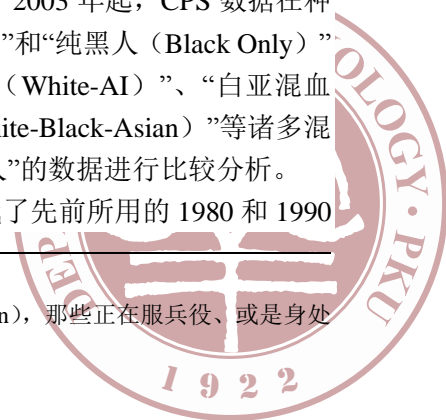 2003 年起，CPS 数据在种
”和“纯黑人（Black Only）”
（White-AI）”、“白亚混血
ite-Black-Asian）”等诸多混
人”的数据进行比较分析。
了先前所用的 1980 和 1990
n），那些正在服兵役、或是身处
DEP
OLOGY · PKU
1922